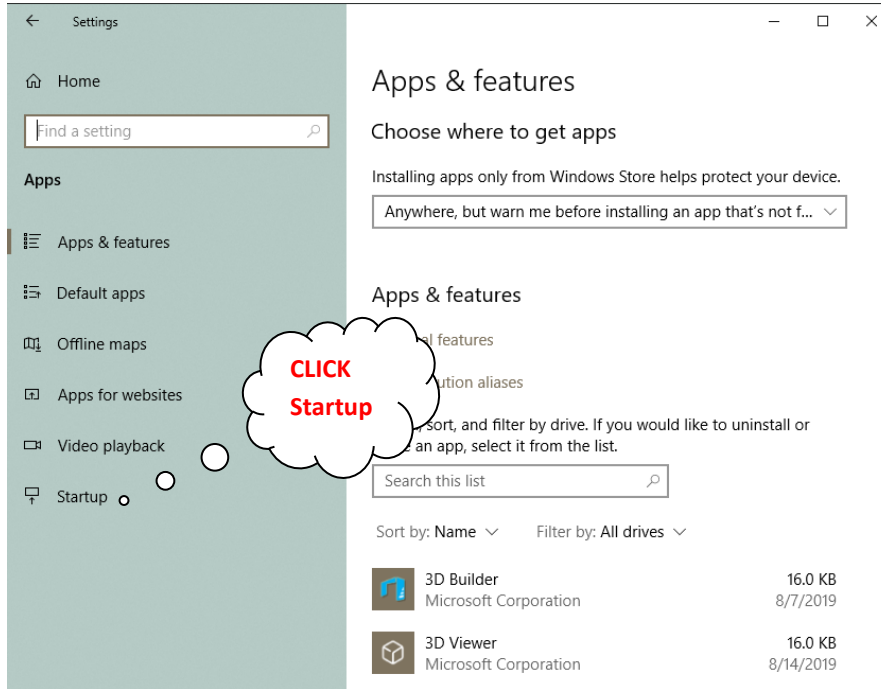 Settings
Home
Find a setting
Apps
Apps & features
Default apps
Offline maps
Apps for websites
Video playback
Startup
CLICK
Startup
Apps & features
Choose where to get apps
Installing apps only from Windows Store helps protect your device.
Anywhere, but warn me before installing an app that's not f...
Apps & features
features
aliases
sort, and filter by drive. If you would like to uninstall or
an app, select it from the list.
Search this list
Sort by: Name Filter by: All drives
3D Builder 16.0 KB
Microsoft Corporation 8/7/2019
3D Viewer 16.0 KB
Microsoft Corporation 8/14/2019